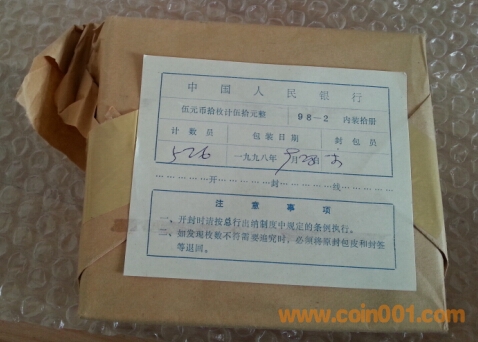 中国人民银行
伍元币拾枚计伍拾元整 98-2 内装拾册
计数员 包装日期 封包员
526 一九九八年 月2日
开 封 线
注意事项
一、开封时请按总行出纳制度中规定的条例执行。
二、如发现枚数不符需要追究时，必须将原封包皮和封签
等退回。
www.coin001.com